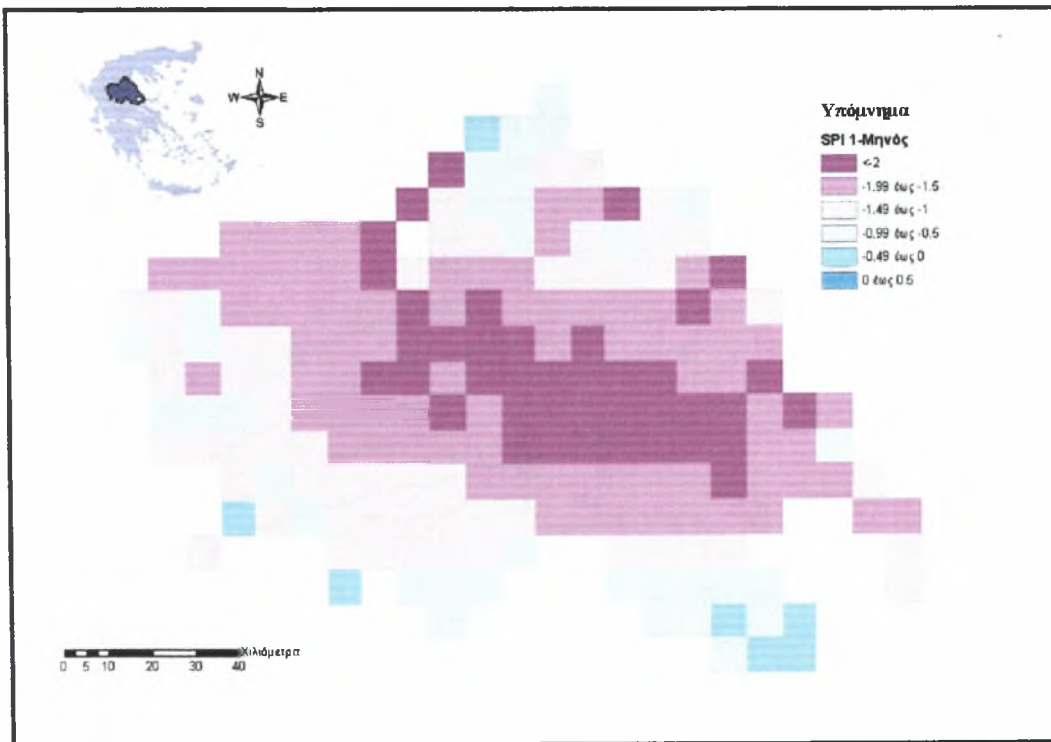 N
W E
S
Υπόμνημα
SPI 1-Μηνός
<-2
-1.99 έως -1.5
-1.49 έως -1
-0.99 έως -0.5
-0.49 έως 0
0 έως 0.5
Χιλιόμετρα
0 5 10 20 30 40